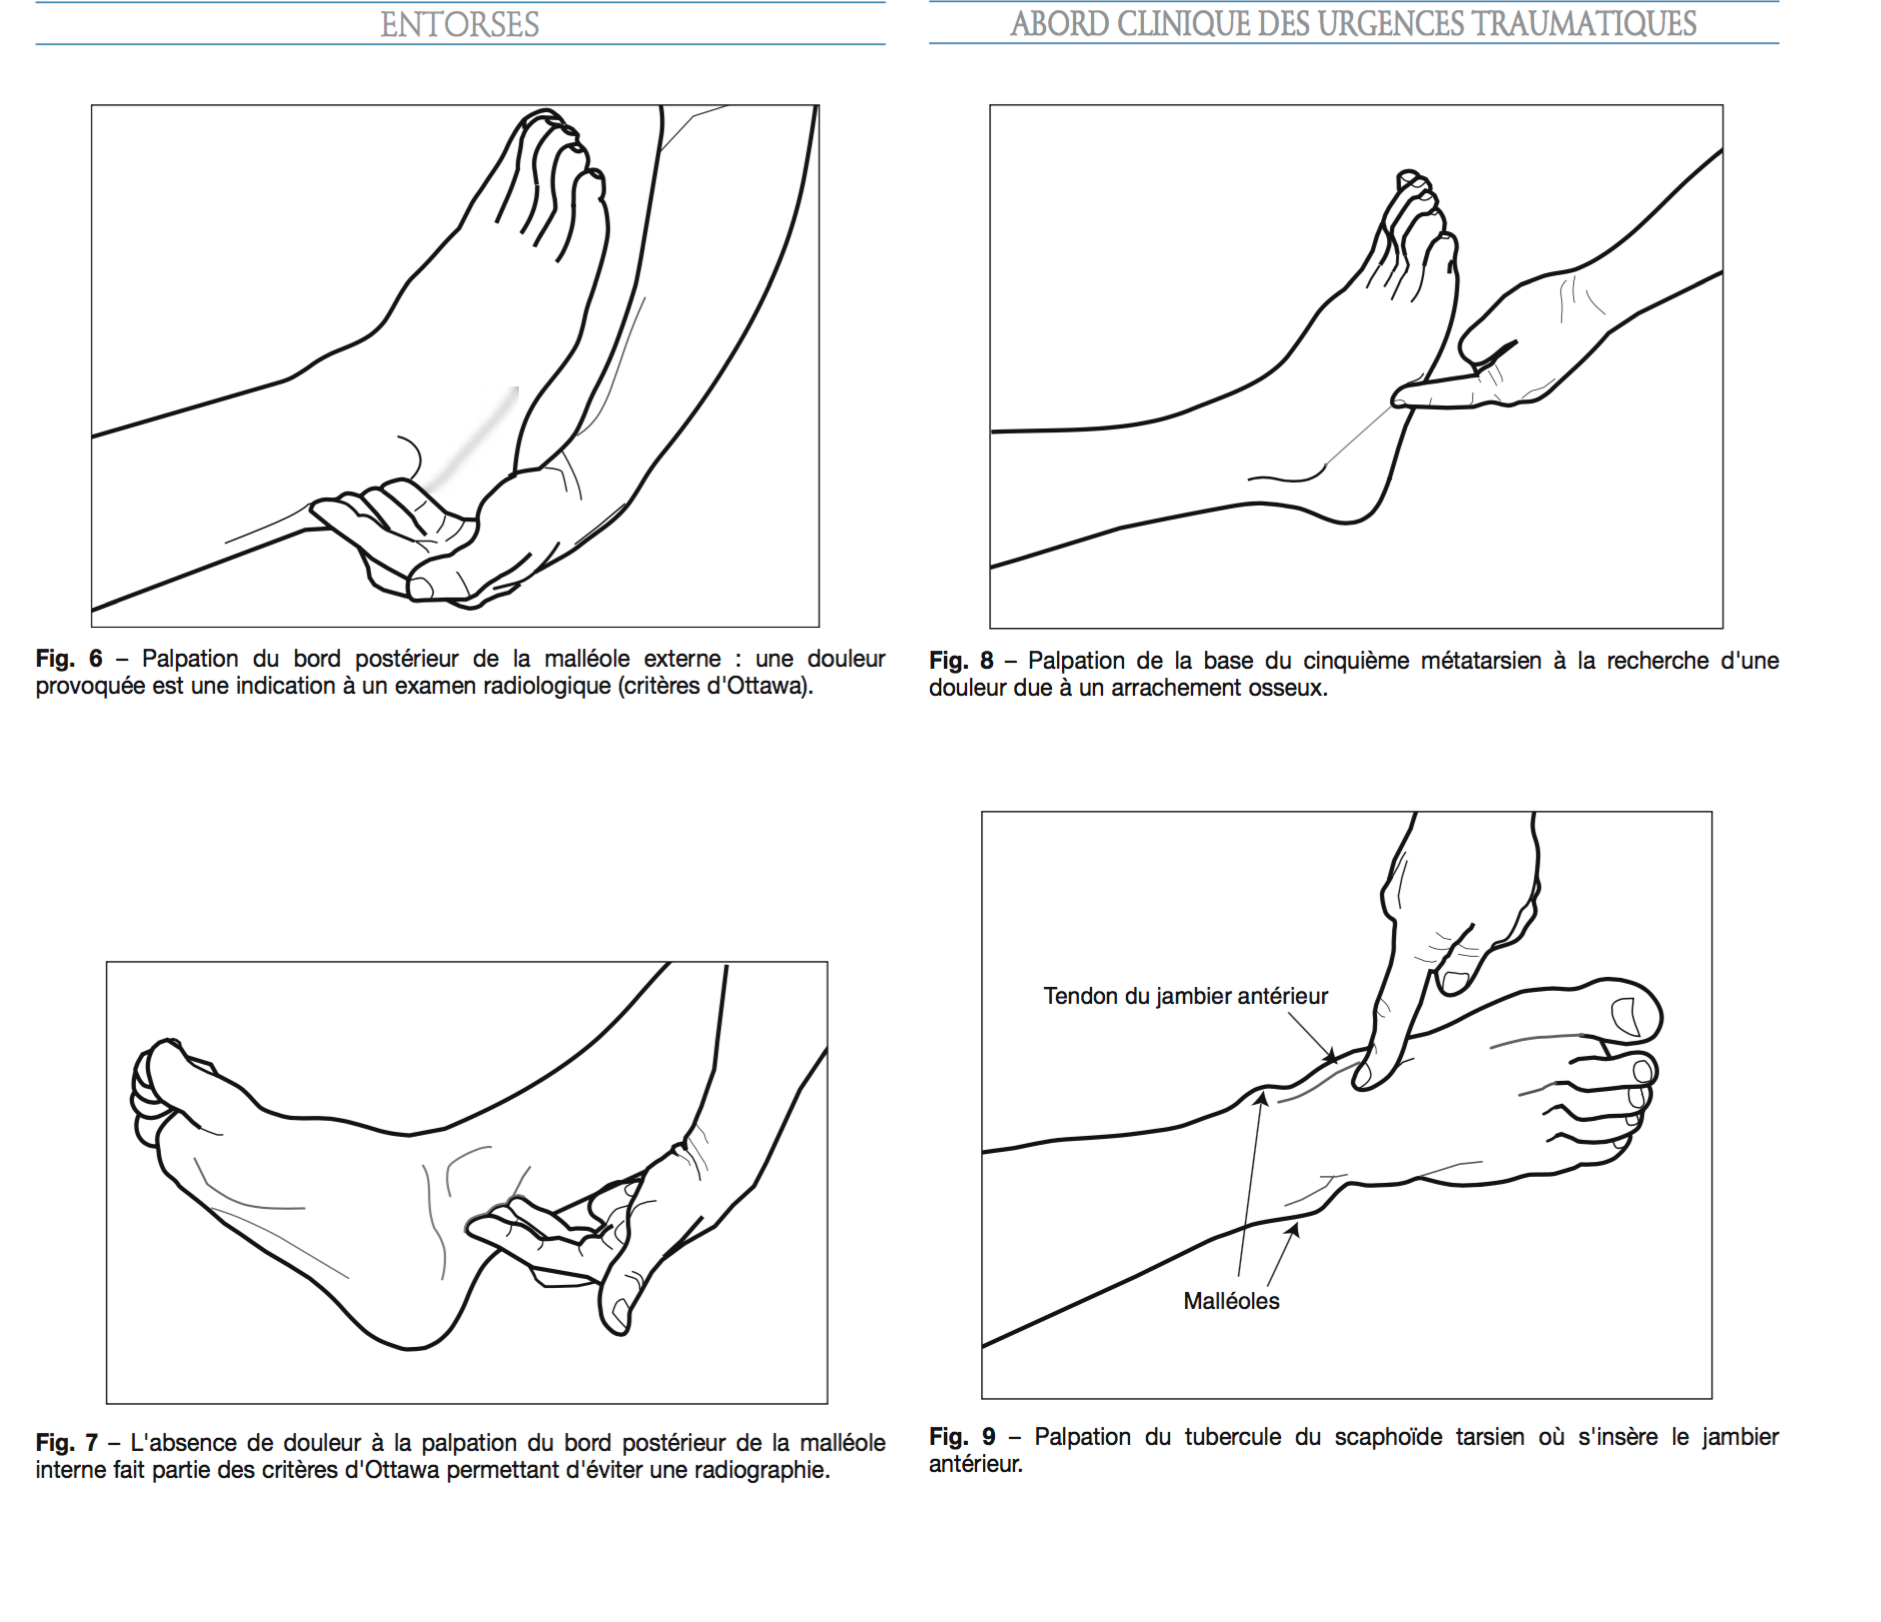 ENTORSES
Fig. 6 – Palpation du bord postérieur de la malléole externe : une douleur
provoquée est une indication à un examen radiologique (critères d'Ottawa).
Fig. 7 – L'absence de douleur à la palpation du bord postérieur de la malléole
interne fait partie des critères d'Ottawa permettant d'éviter une radiographie.
ABORD CLINIQUE DES URGENCES TRAUMATIQUES
Fig. 8 – Palpation de la base du cinquième métatarsien à la recherche d'une
douleur due à un arrachement osseux.
Tendon du jambier antérieur
Malléoles
Fig. 9 – Palpation du tubercule du scaphoïde tarsien où s'insère le jambier
antérieur.